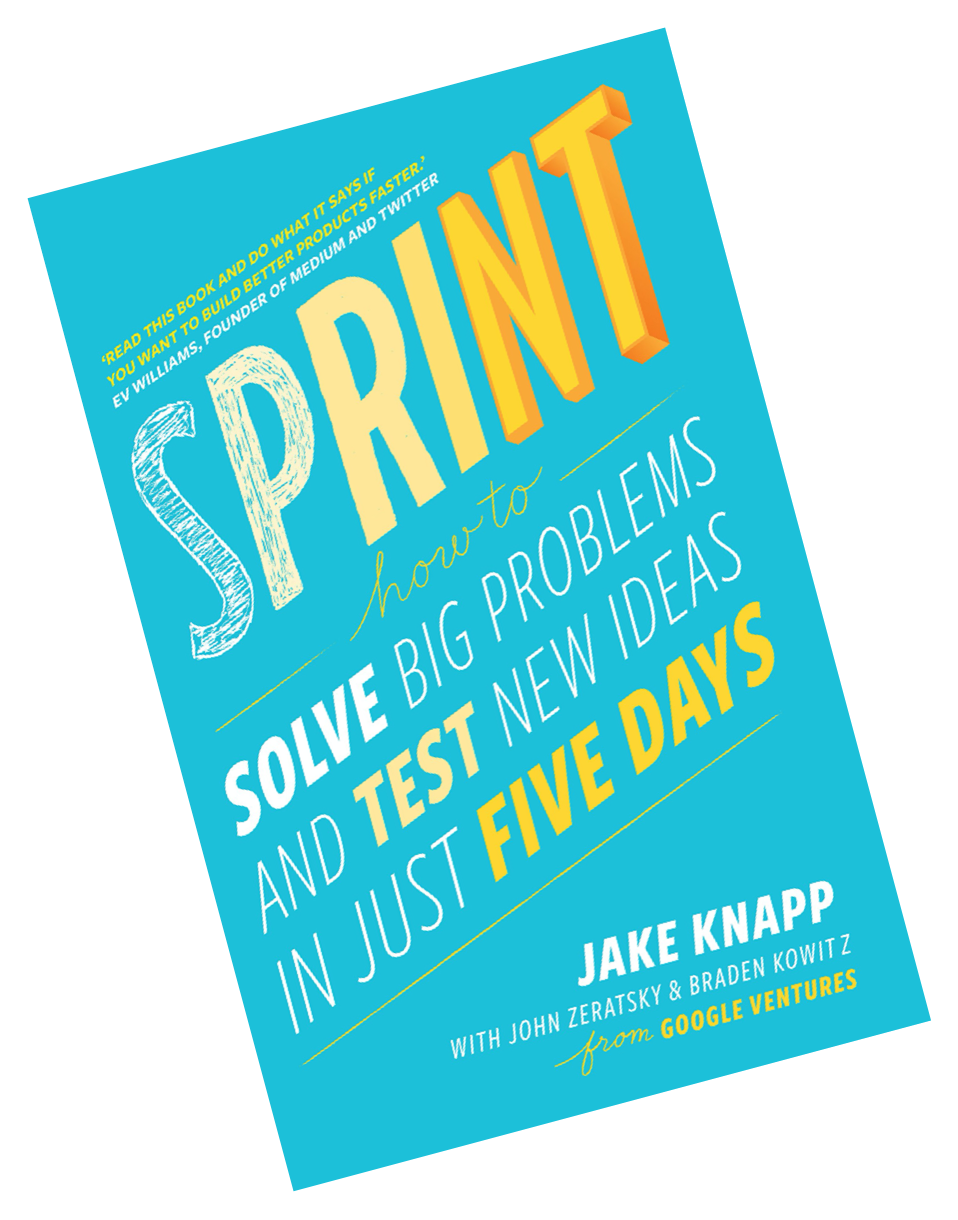 ‘READ THIS BOOK AND DO WHAT IT SAYS IF
YOU WANT TO BUILD BETTER PRODUCTS FASTER.’
EV WILLIAMS, FOUNDER OF MEDIUM AND TWITTER
SPRINT
how to
SOLVE BIG PROBLEMS
AND TEST NEW IDEAS
IN JUST FIVE DAYS
JAKE KNAPP
WITH JOHN ZERATSKY & BRADEN KOWITZ
from GOOGLE VENTURES